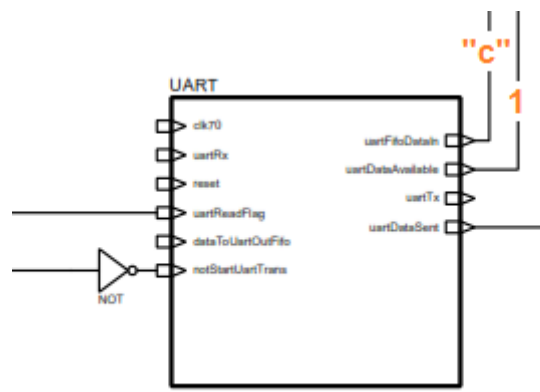 "c"
UART
1
clk70
uartFifoDataIn
uartRx
uartDataAvailable
reset
uartTx
uartReadFlag
uartDataSent
dataToUartOutFifo
notStartUartTrans
NOT